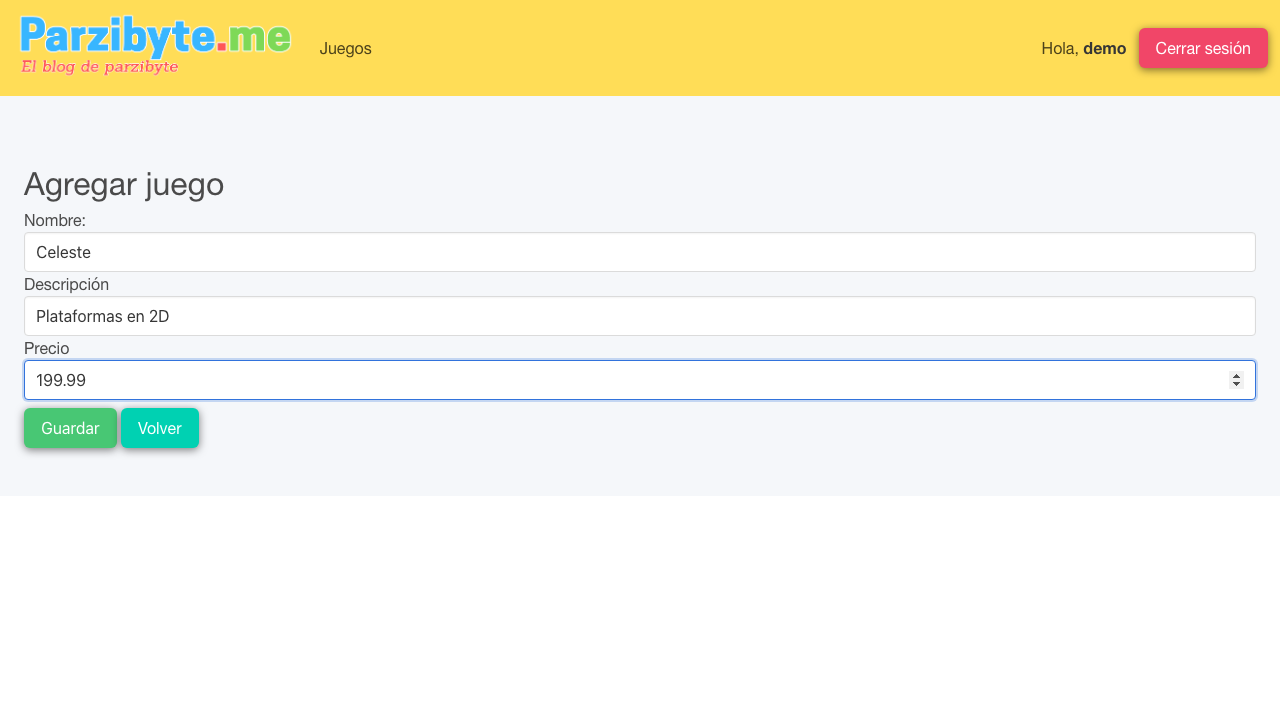 Parzibyte.me
El blog de parzibyte
Juegos
Hola, demo
Cerrar sesión
Agregar juego
Nombre:
Celeste
Descripción
Plataformas en 2D
Precio
199.99
Guardar
Volver